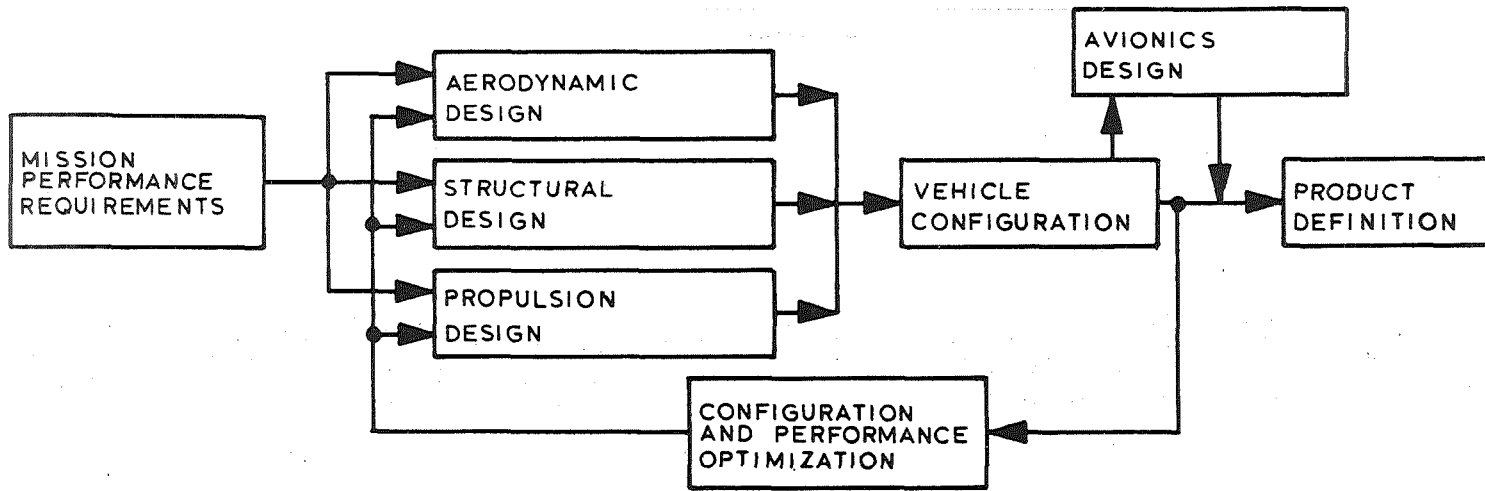 MISSION
PERFORMANCE
REQUIREMENTS
AERODYNAMIC
DESIGN
STRUCTURAL
DESIGN
PROPULSION
DESIGN
VEHICLE
CONFIGURATION
AVIONICS
DESIGN
PRODUCT
DEFINITION
CONFIGURATION
AND PERFORMANCE
OPTIMIZATION